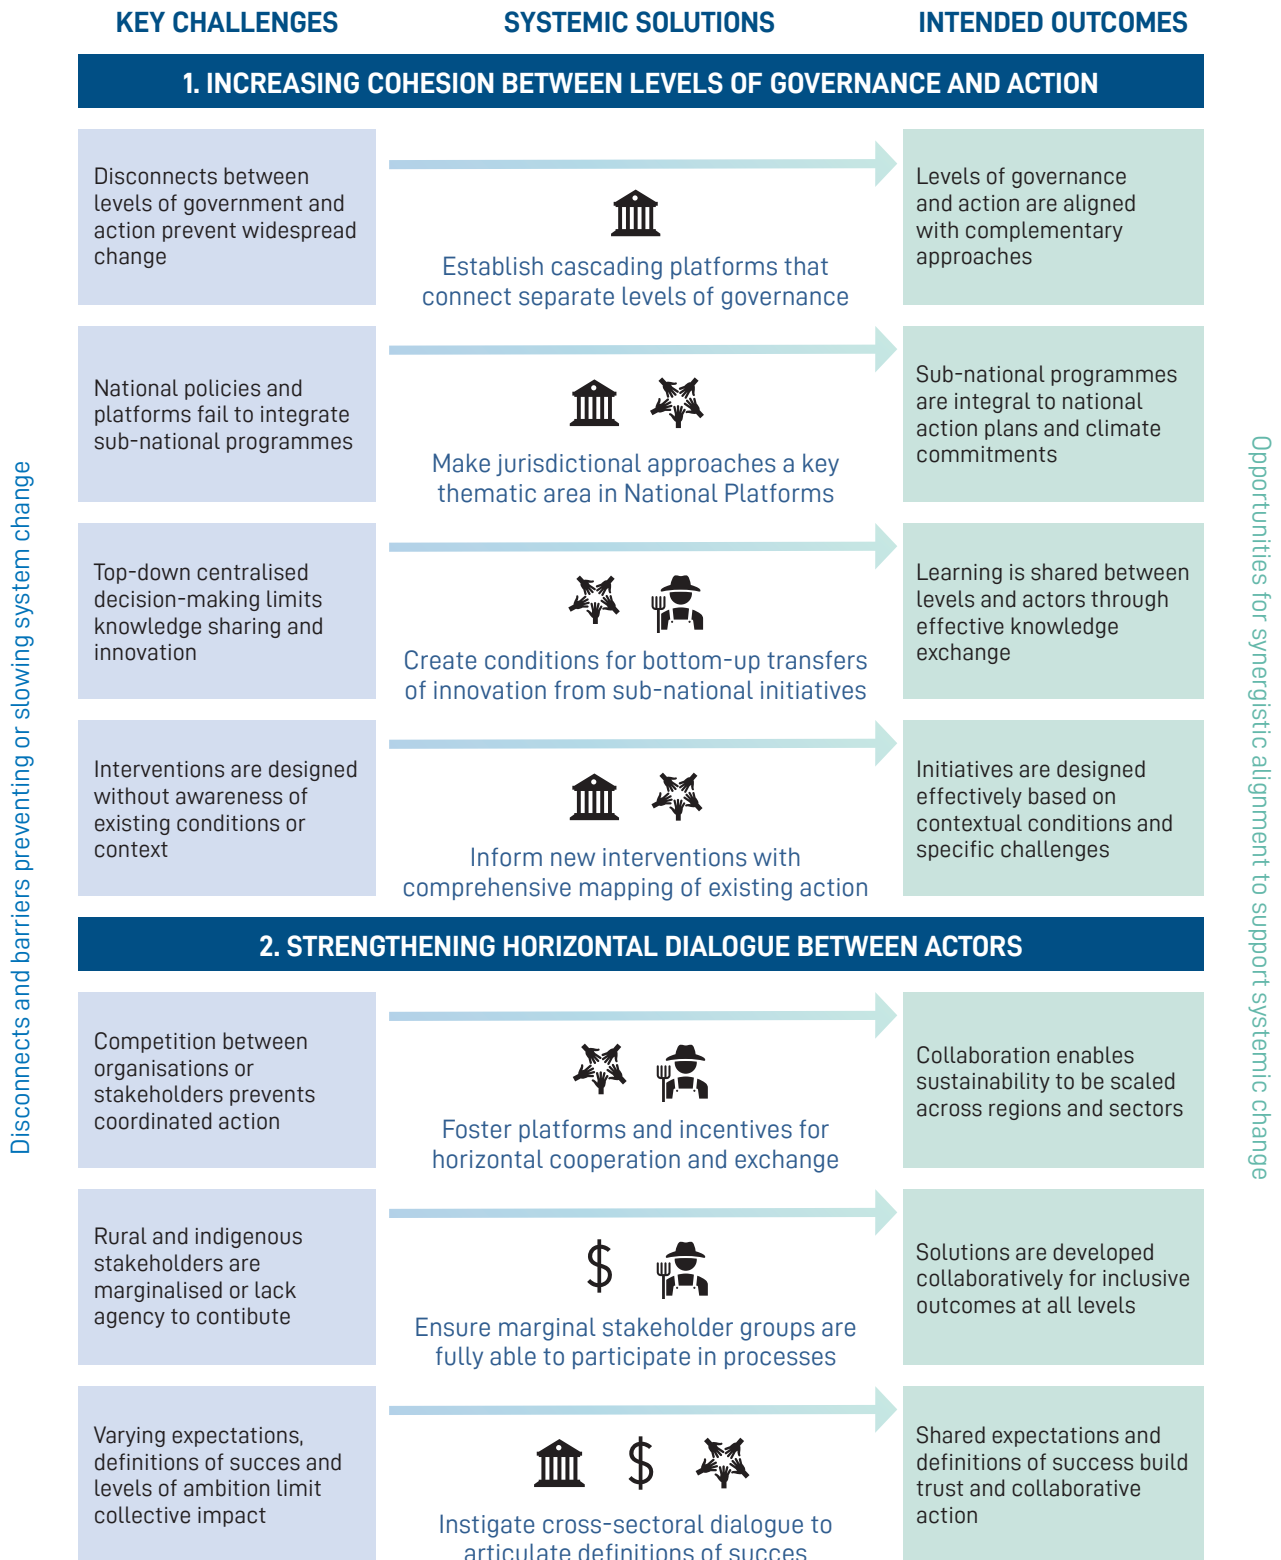 KEY CHALLENGES
SYSTEMIC SOLUTIONS
INTENDED OUTCOMES
1. INCREASING COHESION BETWEEN LEVELS OF GOVERNANCE AND ACTION
Disconnects between
levels of government and
action prevent widespread
change
Establish cascading platforms that
connect separate levels of governance
Levels of governance
and action are aligned
with complementary
approaches
National policies and
platforms fail to integrate
sub-national programmes
Make jurisdictional approaches a key
thematic area in National Platforms
Sub-national programmes
are integral to national
action plans and climate
commitments
Top-down centralised
decision-making limits
knowledge sharing and
innovation
Create conditions for bottom-up transfers
of innovation from sub-national initiatives
Learning is shared between
levels and actors through
effective knowledge
exchange
Interventions are designed
without awareness of
existing conditions or
context
Inform new interventions with
comprehensive mapping of existing action
Initiatives are designed
effectively based on
contextual conditions and
specific challenges
2. STRENGTHENING HORIZONTAL DIALOGUE BETWEEN ACTORS
Competition between
organisations or
stakeholders prevents
coordinated action
Foster platforms and incentives for
horizontal cooperation and exchange
Collaboration enables
sustainability to be scaled
across regions and sectors
Rural and indigenous
stakeholders are
marginalised or lack
agency to contibute
$
Ensure marginal stakeholder groups are
fully able to participate in processes
Solutions are developed
collaboratively for inclusive
outcomes at all levels
Varying expectations,
definitions of succes and
levels of ambition limit
collective impact
$
Instigate cross-sectoral dialogue to
articulate definitions of succes
Shared expectations and
definitions of success build
trust and collaborative
action
Disconnects and barriers preventing or slowing system change
Opportunities for synergistic alignment to support systemic change